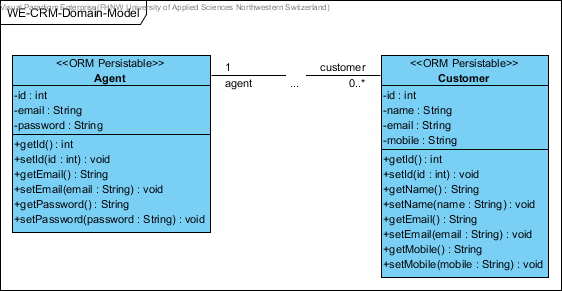 Visual Paradigm Enterprise(FHNW University of Applied Sciences Northwestern Switzerland)
WE-CRM-Domain-Model
<<ORM Persistable>>
Agent
-id : int
-email : String
-password : String
+getId() : int
+setId(id : int) : void
+getEmail() : String
+setEmail(email : String) : void
+getPassword() : String
+setPassword(password : String) : void
1 customer
agent ... 0..*
<<ORM Persistable>>
Customer
-id : int
-name : String
-email : String
-mobile : String
+getId() : int
+setId(id : int) : void
+getName() : String
+setName(name : String) : void
+getEmail() : String
+setEmail(email : String) : void
+getMobile() : String
+setMobile(mobile : String) : void